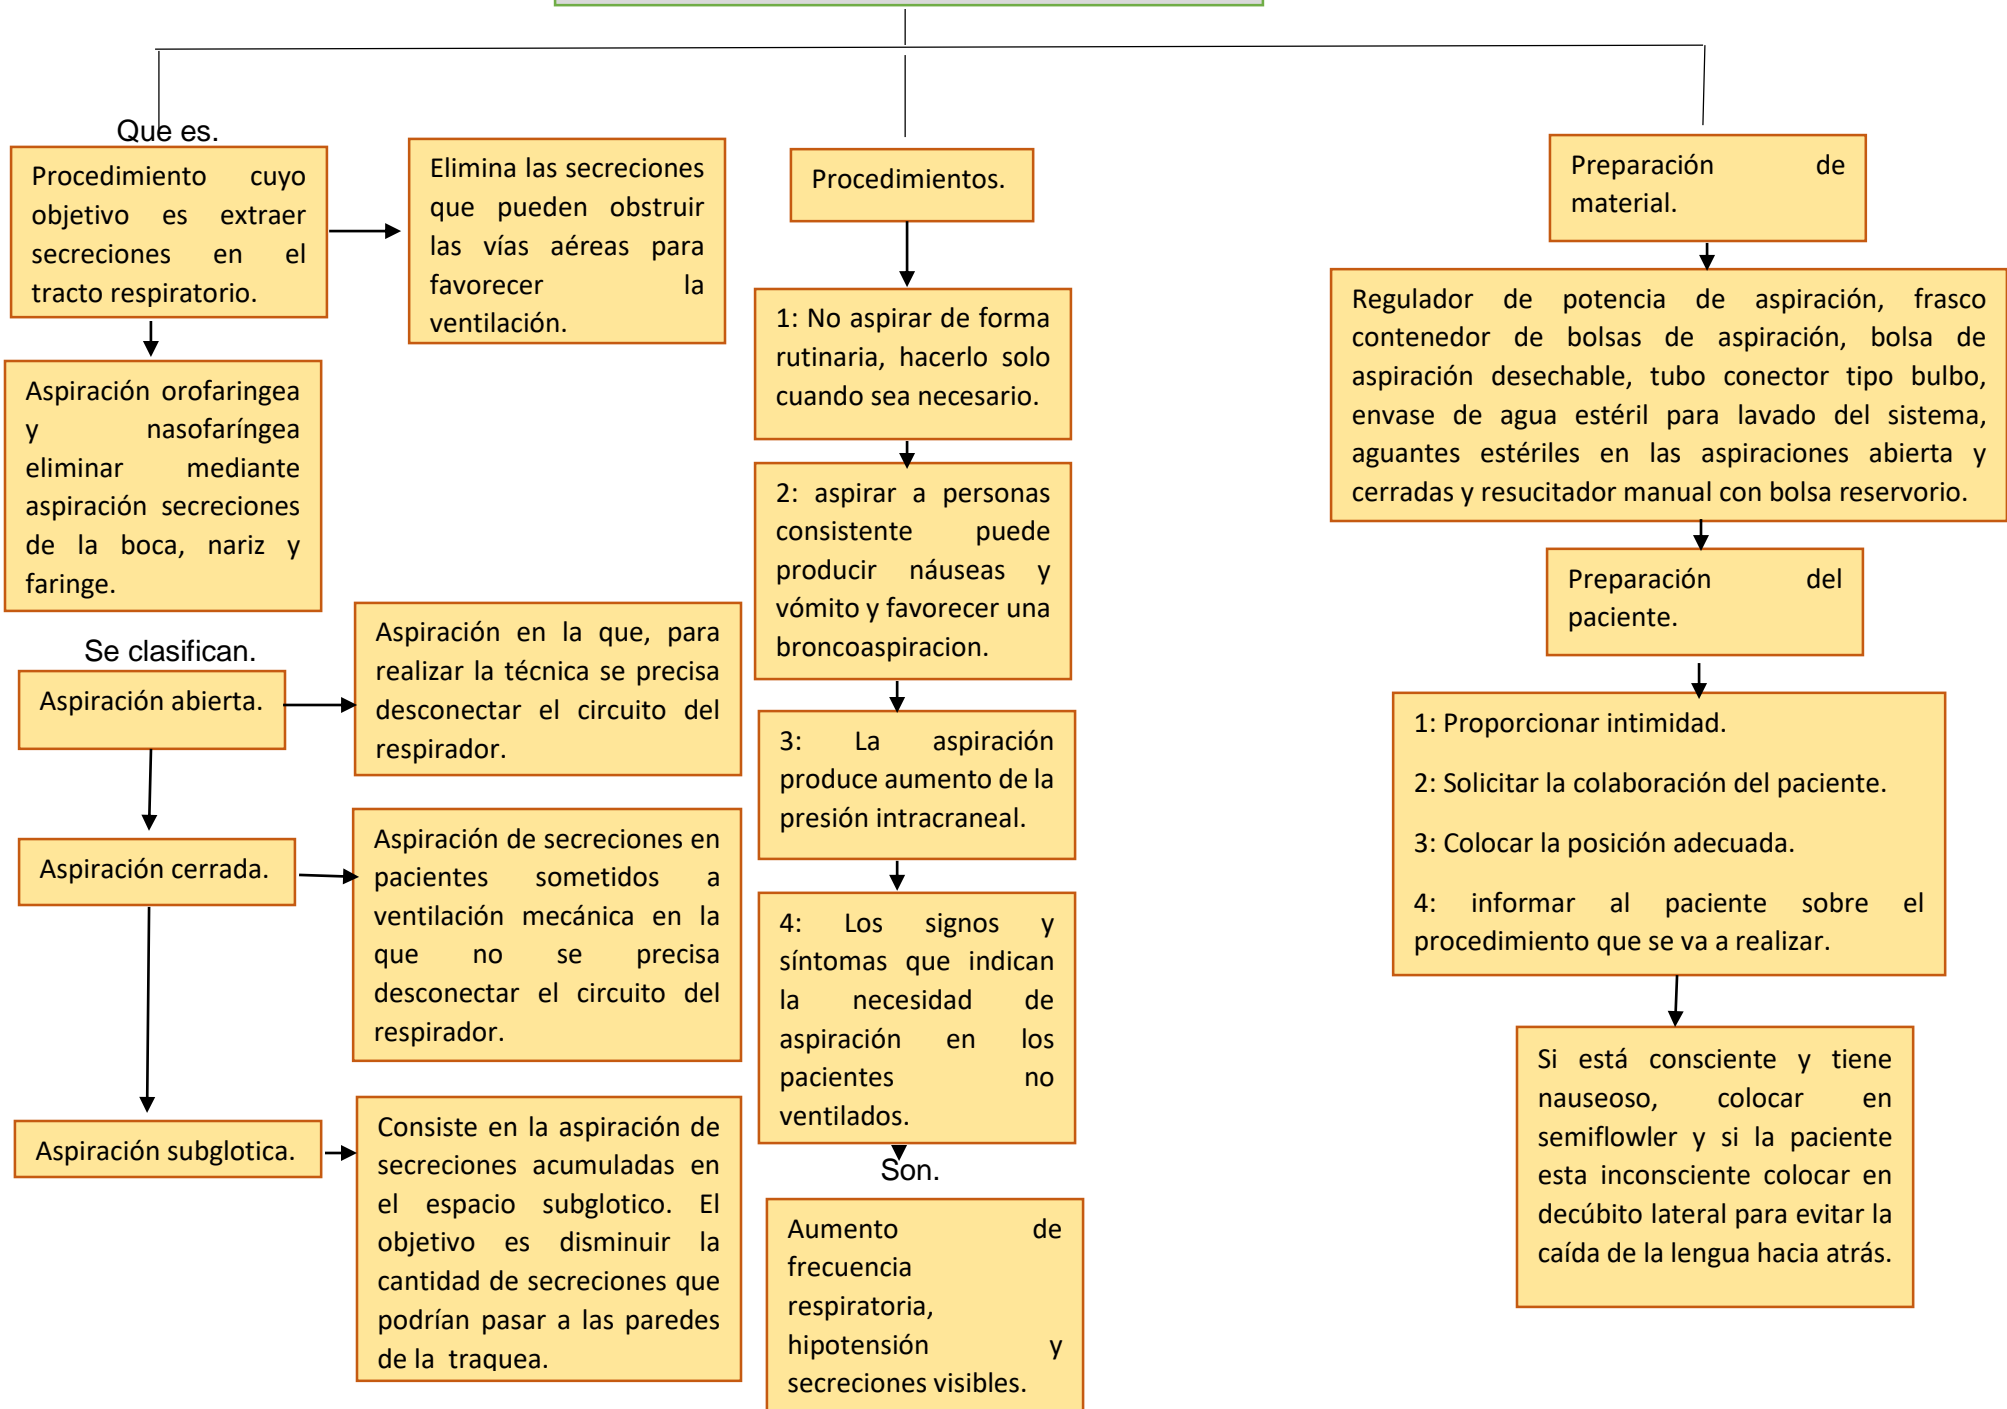 Que es.
Procedimiento cuyo
objetivo es extraer
secreciones en el
tracto respiratorio.
Elimina las secreciones
que pueden obstruir
las vías aéreas para
favorecer la
ventilación.
Aspiración orofaringea
y nasofaríngea
eliminar mediante
aspiración secreciones
de la boca, nariz y
faringe.
Se clasifican.
Aspiración abierta.
Aspiración en la que, para
realizar la técnica se precisa
desconectar el circuito del
respirador.
Aspiración cerrada.
Aspiración de secreciones en
pacientes sometidos a
ventilación mecánica en la
que no se precisa
desconectar el circuito del
respirador.
Aspiración subglotica.
Consiste en la aspiración de
secreciones acumuladas en
el espacio subglotico. El
objetivo es disminuir la
cantidad de secreciones que
podrían pasar a las paredes
de la traquea.
Procedimientos.
1: No aspirar de forma
rutinaria, hacerlo solo
cuando sea necesario.
2: aspirar a personas
consistente puede
producir náuseas y
vómito y favorecer una
broncoaspiracion.
3: La aspiración
produce aumento de la
presión intracraneal.
4: Los signos y
síntomas que indican
la necesidad de
aspiración en los
pacientes no
ventilados.
Son.
Aumento de
frecuencia
respiratoria,
hipotensión y
secreciones visibles.
Preparación de
material.
Regulador de potencia de aspiración, frasco
contenedor de bolsas de aspiración, bolsa de
aspiración desechable, tubo conector tipo bulbo,
envase de agua estéril para lavado del sistema,
aguantes estériles en las aspiraciones abierta y
cerradas y resucitador manual con bolsa reservorio.
Preparación del
paciente.
1: Proporcionar intimidad.
2: Solicitar la colaboración del paciente.
3: Colocar la posición adecuada.
4: informar al paciente sobre el
procedimiento que se va a realizar.
Si está consciente y tiene
nauseoso, colocar en
semiflowler y si la paciente
esta inconsciente colocar en
decúbito lateral para evitar la
caída de la lengua hacia atrás.